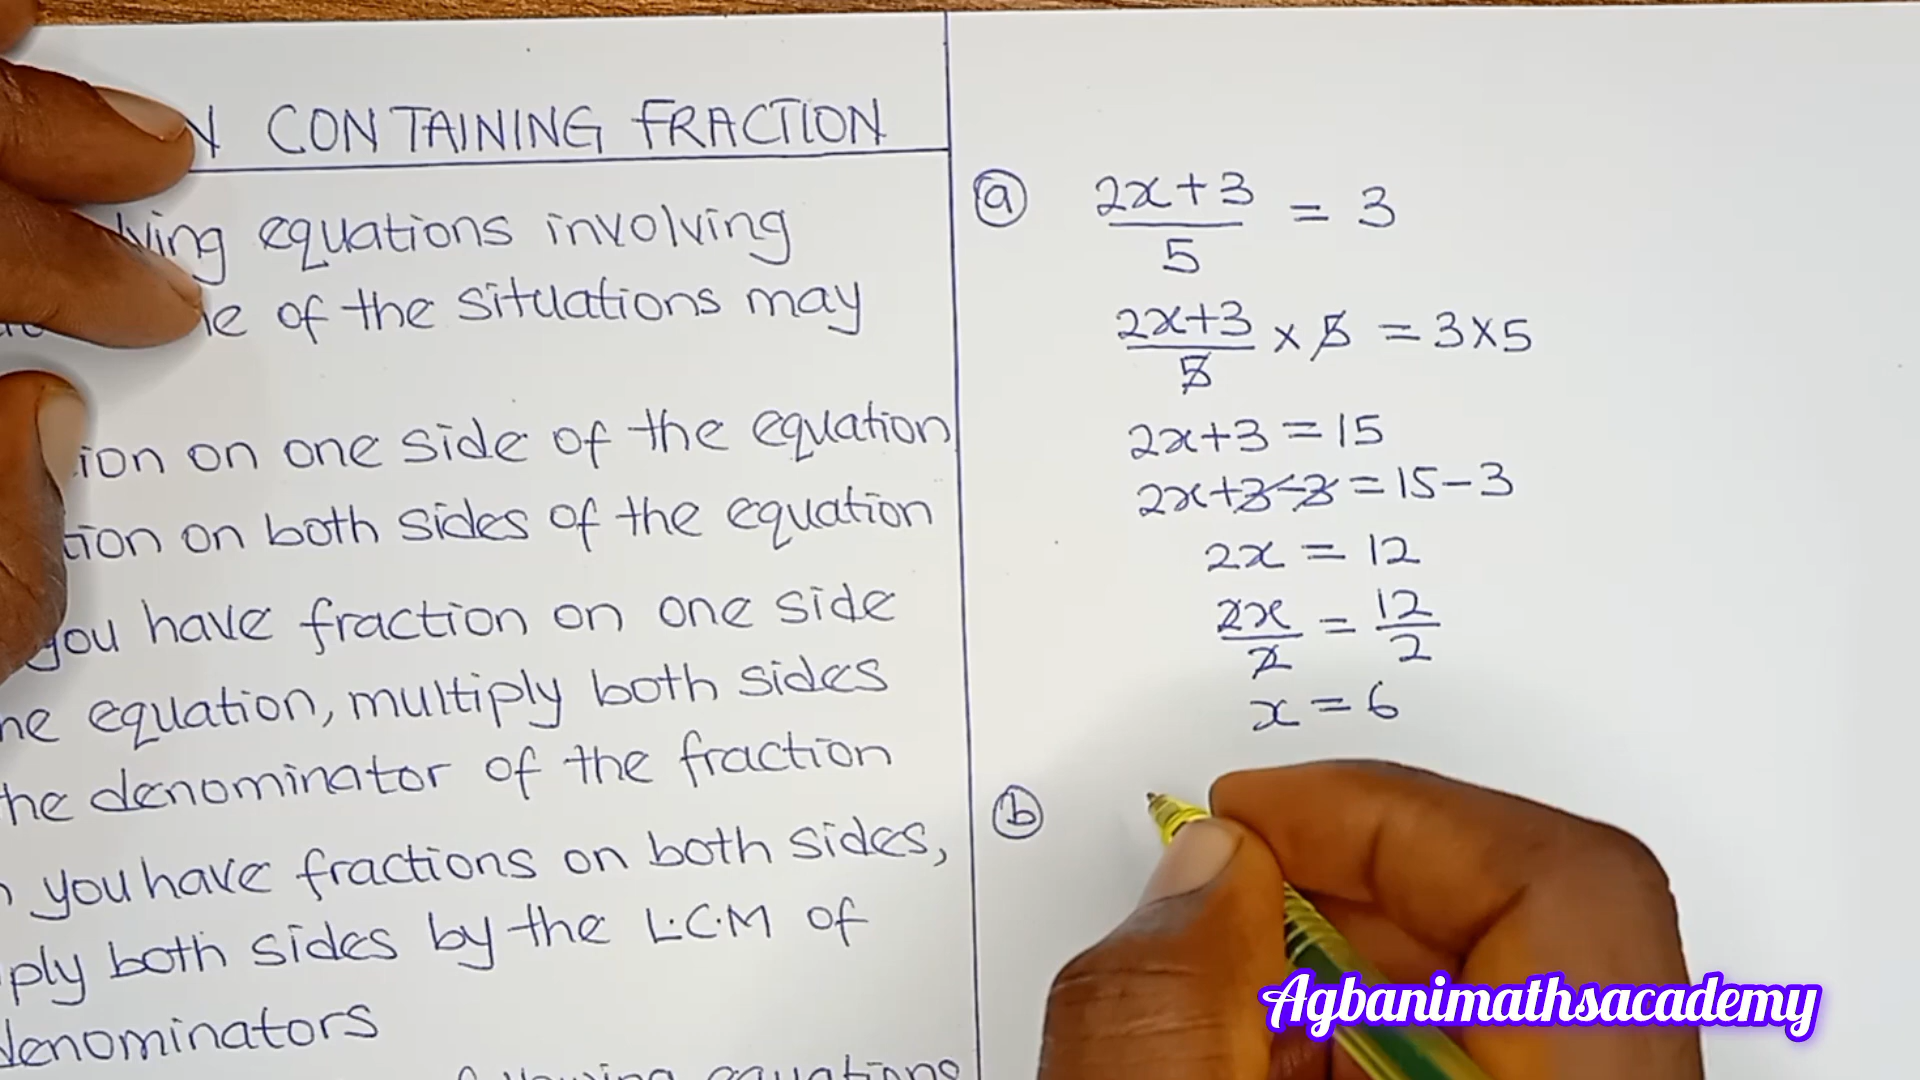 CONTAINING FRACTION
equations involving
of the situations may
on one side of the equation
on both sides of the equation
you have fraction on one side
equation, multiply both sides
denominator of the fraction
you have fractions on both sides,
both sides by the L.C.M of
denominators
equations
(a) (2x+3)/5 = 3
(2x+3)/5 × 5 = 3×5
2x+3 = 15
2x+3-3 = 15-3
2x = 12
2x/2 = 12/2
x = 6
(b)
Agbanimathsacademy